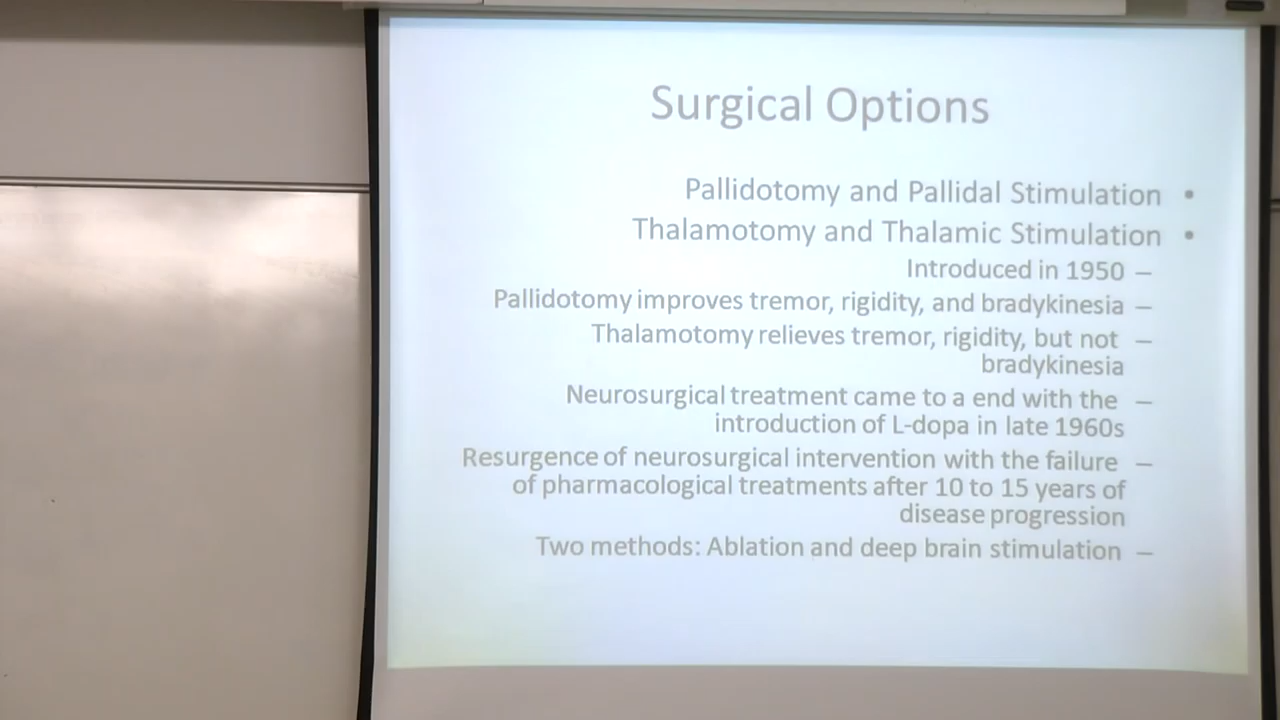 Surgical Options
Pallidotomy and Pallidal Stimulation •
Thalamotomy and Thalamic Stimulation •
Introduced in 1950 –
Pallidotomy improves tremor, rigidity, and bradykinesia –
Thalamotomy relieves tremor, rigidity, but not –
bradykinesia
Neurosurgical treatment came to a end with the –
introduction of L-dopa in late 1960s
Resurgence of neurosurgical intervention with the failure –
of pharmacological treatments after 10 to 15 years of
disease progression
Two methods: Ablation and deep brain stimulation –